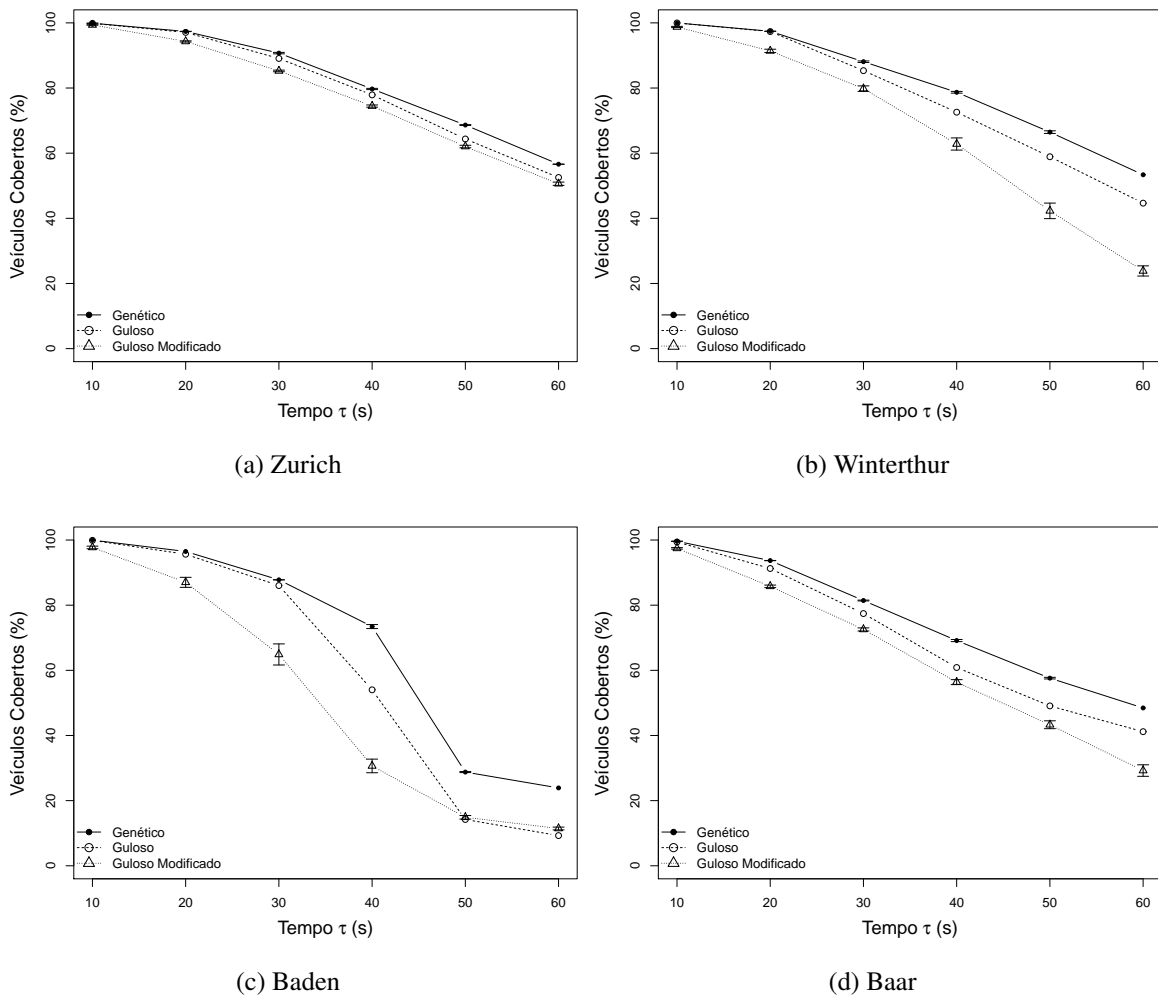 Veículos Cobertos (%)
100
80
60
40
20
0
Genético
Guloso
Guloso Modificado
10 20 30 40 50 60
Tempo τ (s)
(a) Zurich
Veículos Cobertos (%)
100
80
60
40
20
0
Genético
Guloso
Guloso Modificado
10 20 30 40 50 60
Tempo τ (s)
(b) Winterthur
Veículos Cobertos (%)
100
80
60
40
20
0
Genético
Guloso
Guloso Modificado
10 20 30 40 50 60
Tempo τ (s)
(c) Baden
Veículos Cobertos (%)
100
80
60
40
20
0
Genético
Guloso
Guloso Modificado
10 20 30 40 50 60
Tempo τ (s)
(d) Baar